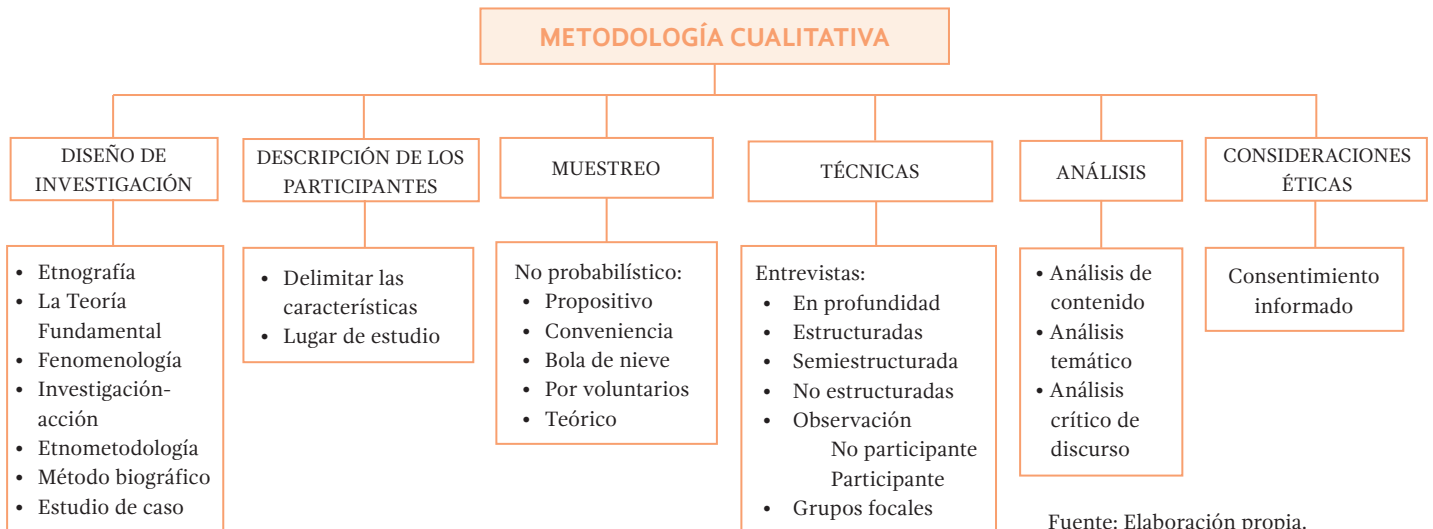 METODOLOGÍA CUALITATIVA
DISEÑO DE
INVESTIGACIÓN
• Etnografía
• La Teoría
Fundamental
• Fenomenología
• Investigación-
acción
• Etnometodología
• Método biográfico
• Estudio de caso
DESCRIPCIÓN DE LOS
PARTICIPANTES
• Delimitar las
características
• Lugar de estudio
MUESTREO
No probabilístico:
• Propositivo
• Conveniencia
• Bola de nieve
• Por voluntarios
• Teórico
TÉCNICAS
Entrevistas:
• En profundidad
• Estructuradas
• Semiestructurada
• No estructuradas
• Observación
No participante
Participante
• Grupos focales
ANÁLISIS
• Análisis de
contenido
• Análisis
temático
• Análisis
crítico de
discurso
CONSIDERACIONES
ÉTICAS
Consentimiento
informado
Fuente: Elaboración propia.